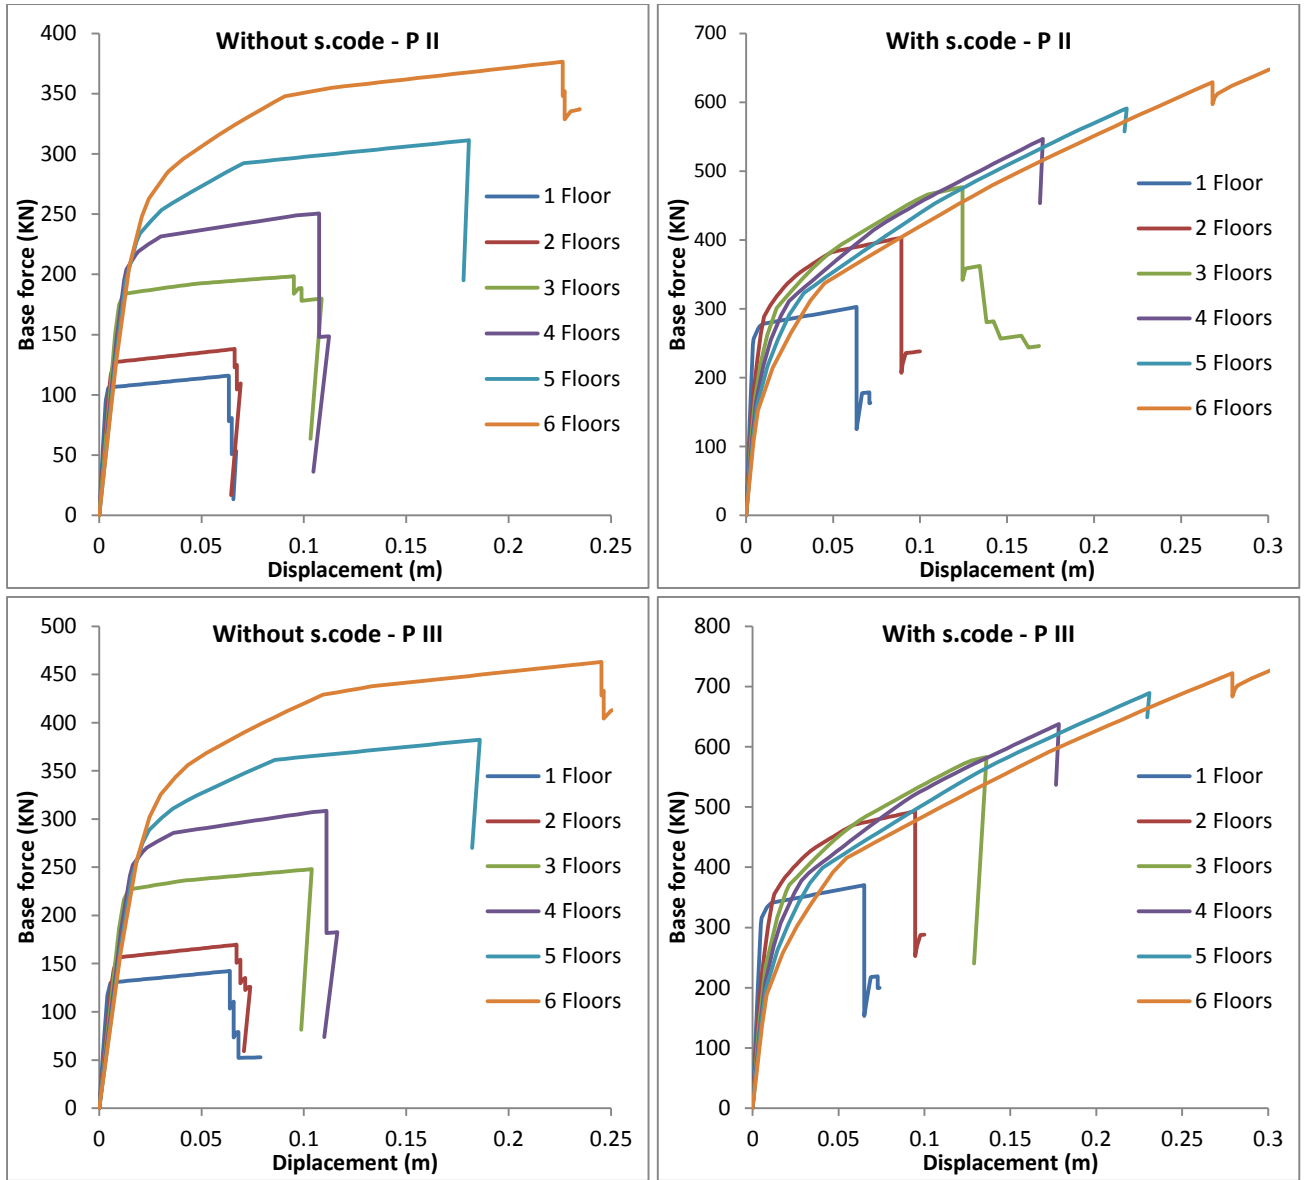 Without s.code - P II
Base force (KN)
400
350
300
250
200
150
100
50
0
0 0.05 0.1 0.15 0.2 0.25
Displacement (m)
1 Floor
2 Floors
3 Floors
4 Floors
5 Floors
6 Floors
With s.code - P II
Base force (KN)
700
600
500
400
300
200
100
0
0 0.05 0.1 0.15 0.2 0.25 0.3
Displacement (m)
1 Floor
2 Floors
3 Floors
4 Floors
5 Floors
6 Floors
Without s.code - P III
Base force (KN)
500
450
400
350
300
250
200
150
100
50
0
0 0.05 0.1 0.15 0.2 0.25
Diplacement (m)
1 Floor
2 Floors
3 Floors
4 Floors
5 Floors
6 Floors
With s.code - P III
Base force (KN)
800
700
600
500
400
300
200
100
0
0 0.05 0.1 0.15 0.2 0.25 0.3
Displacement (m)
1 Floor
2 Floors
3 Floors
4 Floors
5 Floors
6 Floors